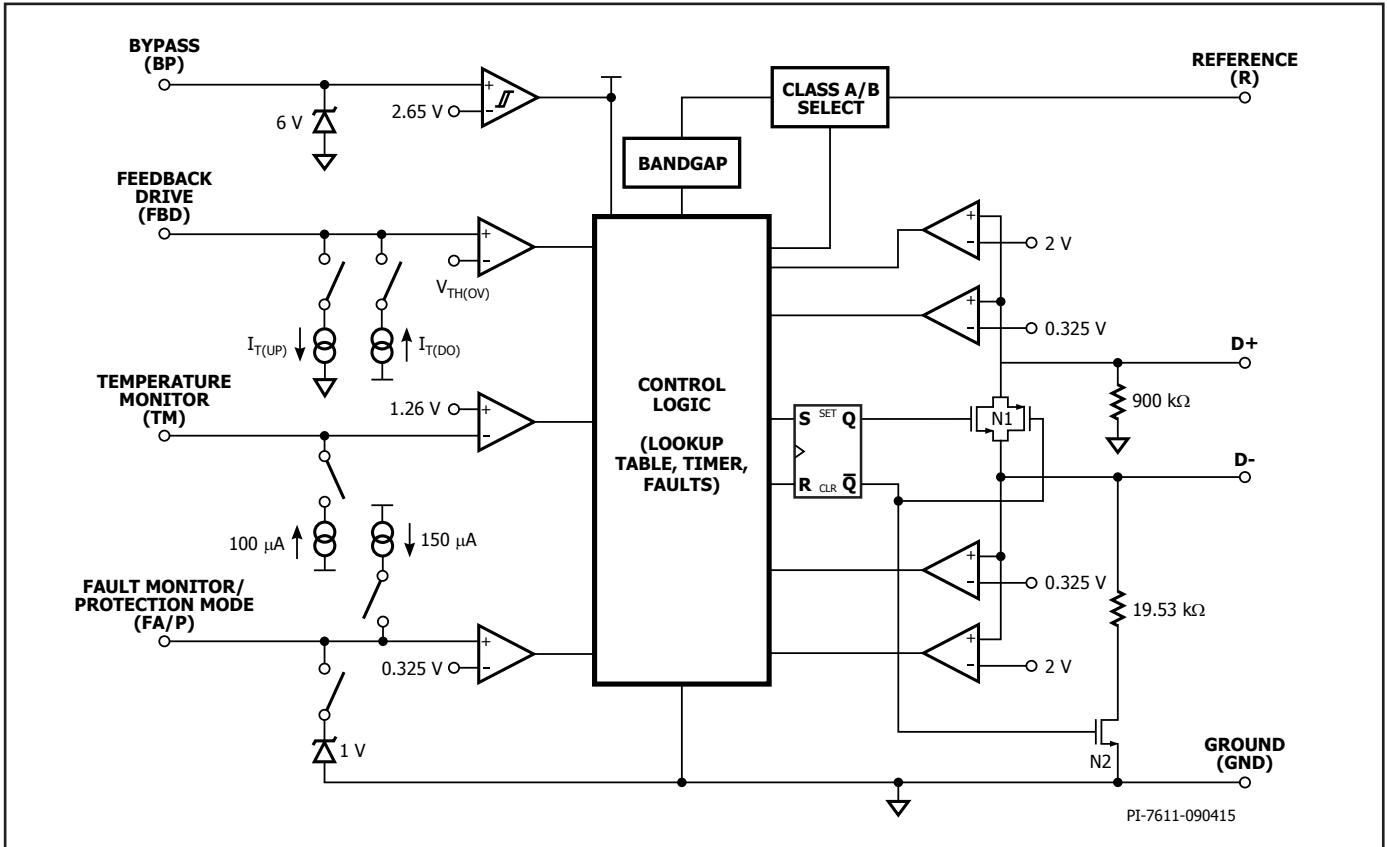 BYPASS
(BP)
6 V
2.65 V
+
-
FEEDBACK
DRIVE
(FBD)
+
-
VTH(OV)
IT(UP)
IT(DO)
TEMPERATURE
MONITOR
(TM)
1.26 V
+
-
100 μA
150 μA
FAULT MONITOR/
PROTECTION MODE
(FA/P)
0.325 V
+
-
1 V
BANDGAP
CLASS A/B
SELECT
REFERENCE
(R)
CONTROL
LOGIC
(LOOKUP
TABLE, TIMER,
FAULTS)
+
-
2 V
+
-
0.325 V
D+
900 kΩ
S SET Q
R CLR Q̅
N1
D-
+
-
0.325 V
19.53 kΩ
+
-
2 V
N2
GROUND
(GND)
PI-7611-090415